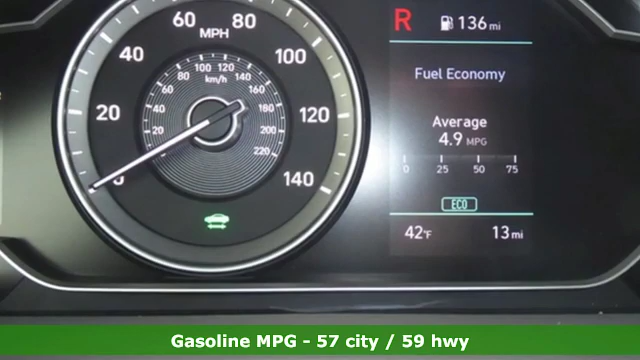 60 80
R 136 mi
MPH
40 100
100 120
80 140
km/h
60 160
Fuel Economy
20 120
40 180
Average
4.9 MPG
20 200
220
0 25 50 75
0 140
ECO
42°F 13 mi
Gasoline MPG - 57 city / 59 hwy